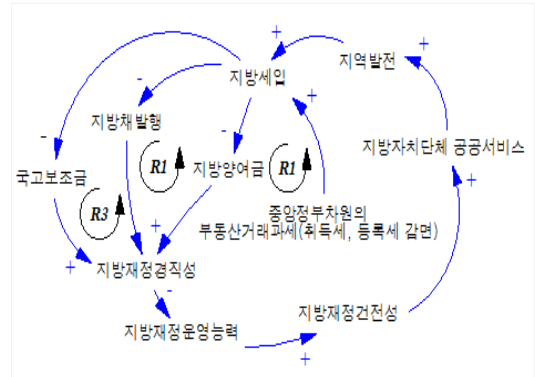 +
+
지역발전
지방세입
-
+
지방채발행
-
-
지방자치단체 공공서비스
국고보조금
R1
지방양여금
R1
+
R3
중앙정부차원의
+
부동산거래과세(취득세, 등록세 감면)
+
지방재정경직성
-
지방재정건전성
지방재정운영능력
+